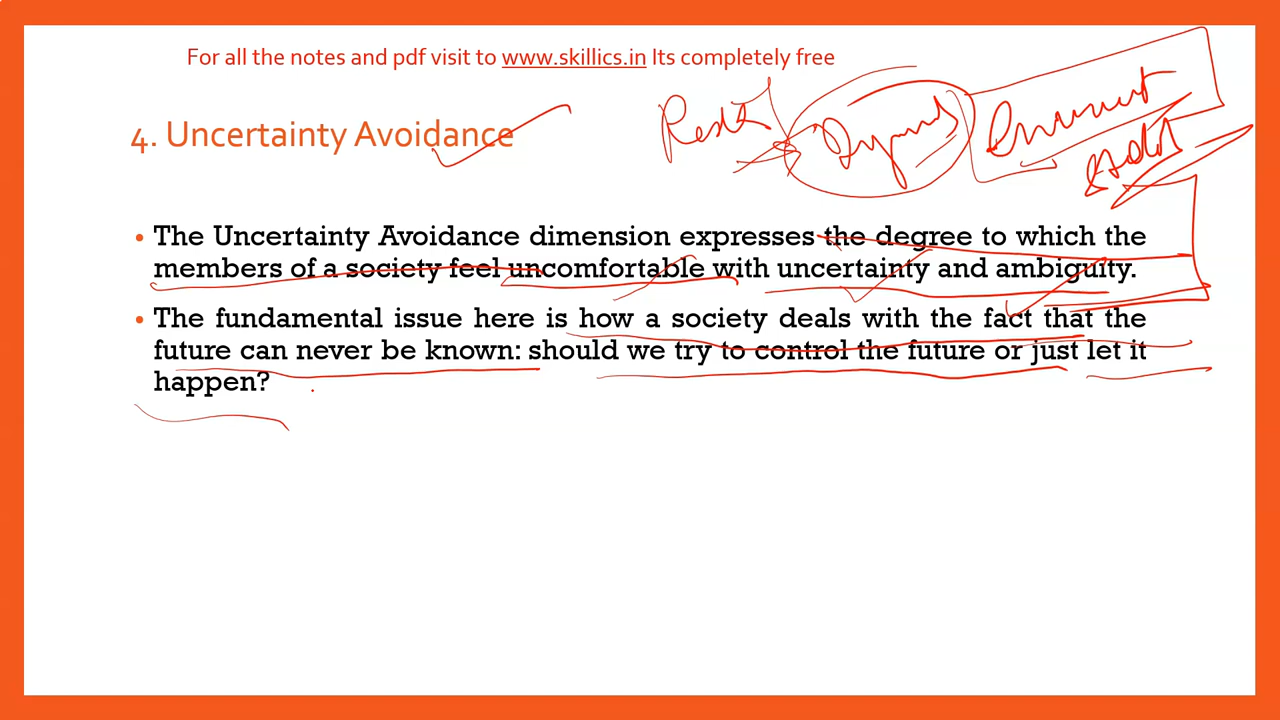 For all the notes and pdf visit to www.skillics.in Its completely free
4. Uncertainty Avoidance
• The Uncertainty Avoidance dimension expresses the degree to which the
members of a society feel uncomfortable with uncertainty and ambiguity.
• The fundamental issue here is how a society deals with the fact that the
future can never be known: should we try to control the future or just let it
happen?